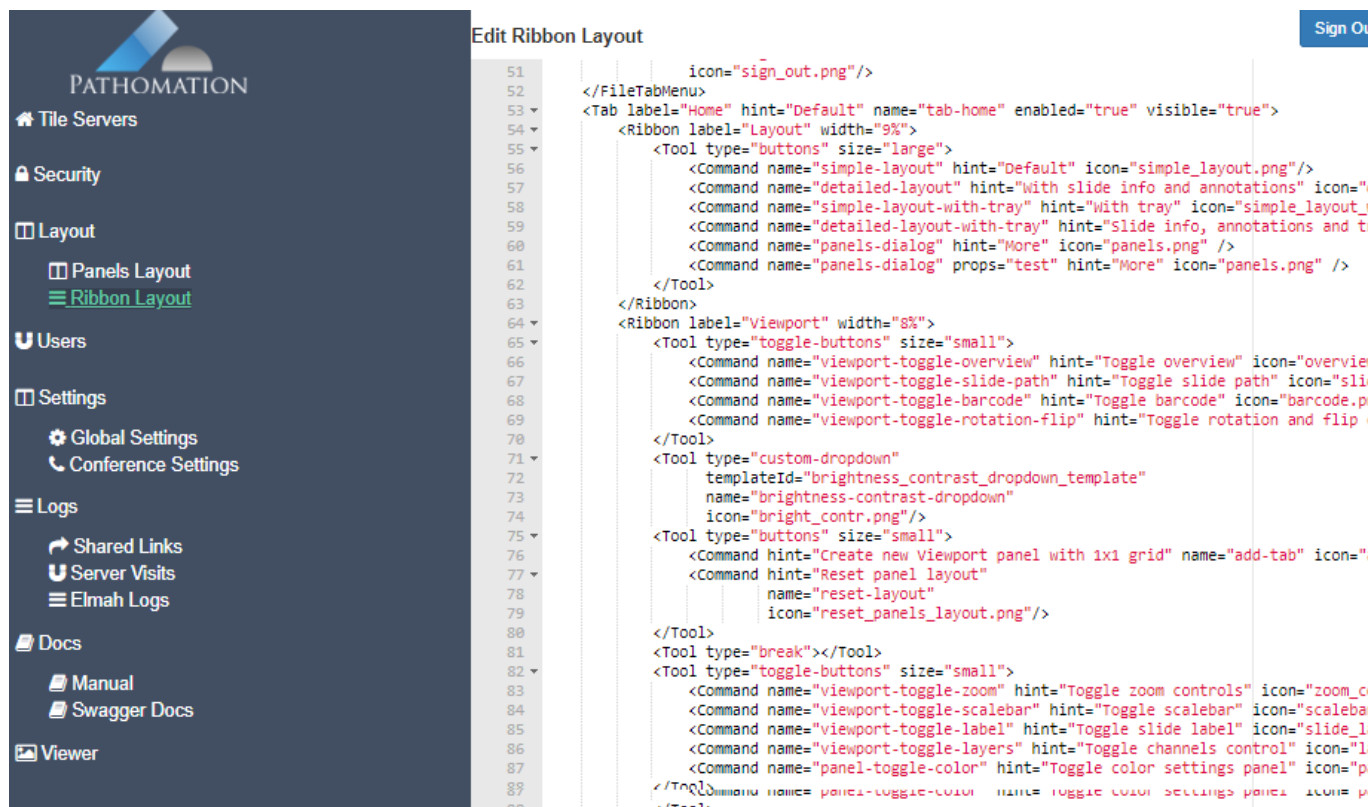 PATHOMATION
Tile Servers
Security
Layout
Panels Layout
Ribbon Layout
Users
Settings
Global Settings
Conference Settings
Logs
Shared Links
Server Visits
Elmah Logs
Docs
Manual
Swagger Docs
Viewer
Edit Ribbon Layout
Sign Ou
51 icon="sign_out.png"/>
52 </FileTabMenu>
53 <Tab label="Home" hint="Default" name="tab-home" enabled="true" visible="true">
54 <Ribbon label="Layout" width="9%">
55 <Tool type="buttons" size="large">
56 <Command name="simple-layout" hint="Default" icon="simple_layout.png"/>
57 <Command name="detailed-layout" hint="With slide info and annotations" icon="
58 <Command name="simple-layout-with-tray" hint="With tray" icon="simple_layout_
59 <Command name="detailed-layout-with-tray" hint="Slide info, annotations and t
60 <Command name="panels-dialog" hint="More" icon="panels.png" />
61 <Command name="panels-dialog" props="test" hint="More" icon="panels.png" />
62 </Tool>
63 </Ribbon>
64 <Ribbon label="Viewport" width="8%">
65 <Tool type="toggle-buttons" size="small">
66 <Command name="viewport-toggle-overview" hint="Toggle overview" icon="overvie
67 <Command name="viewport-toggle-slide-path" hint="Toggle slide path" icon="sli
68 <Command name="viewport-toggle-barcode" hint="Toggle barcode" icon="barcode.p
69 <Command name="viewport-toggle-rotation-flip" hint="Toggle rotation and flip
70 </Tool>
71 <Tool type="custom-dropdown"
72 templateId="brightness_contrast_dropdown_template"
73 name="brightness-contrast-dropdown"
74 icon="bright_contr.png"/>
75 <Tool type="buttons" size="small">
76 <Command hint="Create new Viewport panel with 1x1 grid" name="add-tab" icon="
77 <Command hint="Reset panel layout"
78 name="reset-layout"
79 icon="reset_panels_layout.png"/>
80 </Tool>
81 <Tool type="break"></Tool>
82 <Tool type="toggle-buttons" size="small">
83 <Command name="viewport-toggle-zoom" hint="Toggle zoom controls" icon="zoom_c
84 <Command name="viewport-toggle-scalebar" hint="Toggle scalebar" icon="scaleba
85 <Command name="viewport-toggle-label" hint="Toggle slide label" icon="slide_l
86 <Command name="viewport-toggle-layers" hint="Toggle channels control" icon="l
87 <Command name="panel-toggle-color" hint="Toggle color settings panel" icon="p